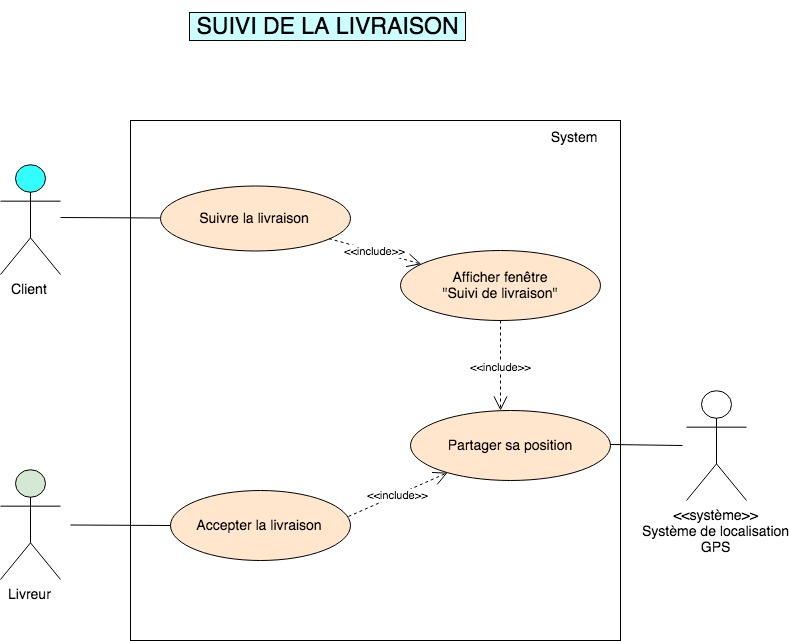 SUIVI DE LA LIVRAISON
System
Suivre la livraison
<<include>>
Client
Afficher fenêtre
"Suivi de livraison"
<<include>>
Partager sa position
<<include>>
Accepter la livraison
<<système>>
Système de localisation
GPS
Livreur